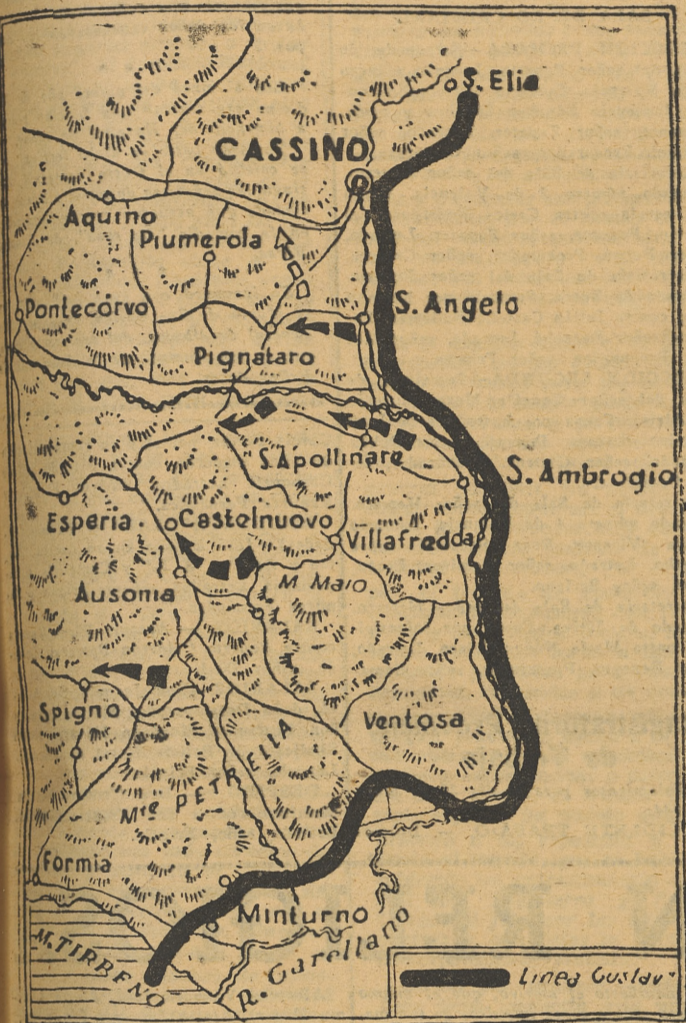 S. Elia
CASSINO
Aquino
Piumerola
Pontecorvo
S. Angelo
Pignataro
S. Apollinare
S. Ambrogio
Esperia.
Castelnuovo
Villafredda
M. Maio.
Ausonia
Spigno
Ventosa
Mte PETRELLA
Formia
Minturno
M. TIRRENO
R. Garellano
Linea Gustav